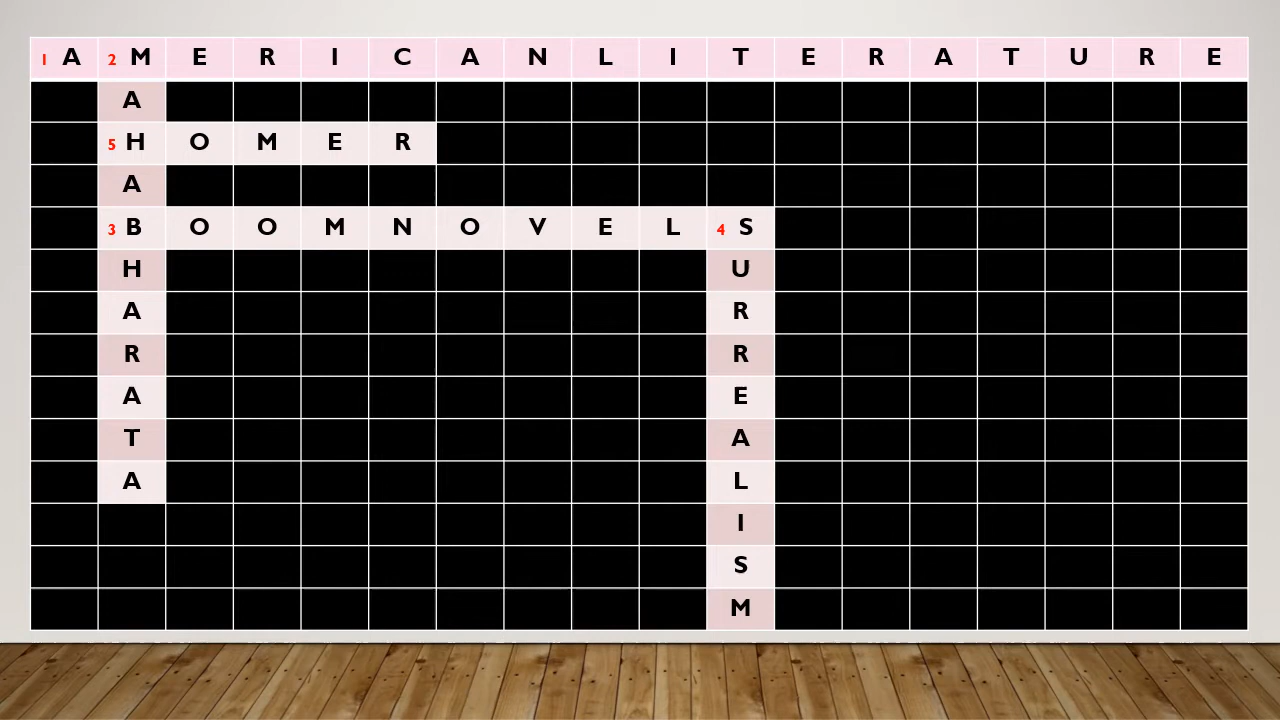 1 A 2 M E R I C A N L I T E R A T U R E
A
5 H O M E R
A
3 B O O M N O V E L 4 S
H U
A R
R R
A E
T A
A L
I
S
M